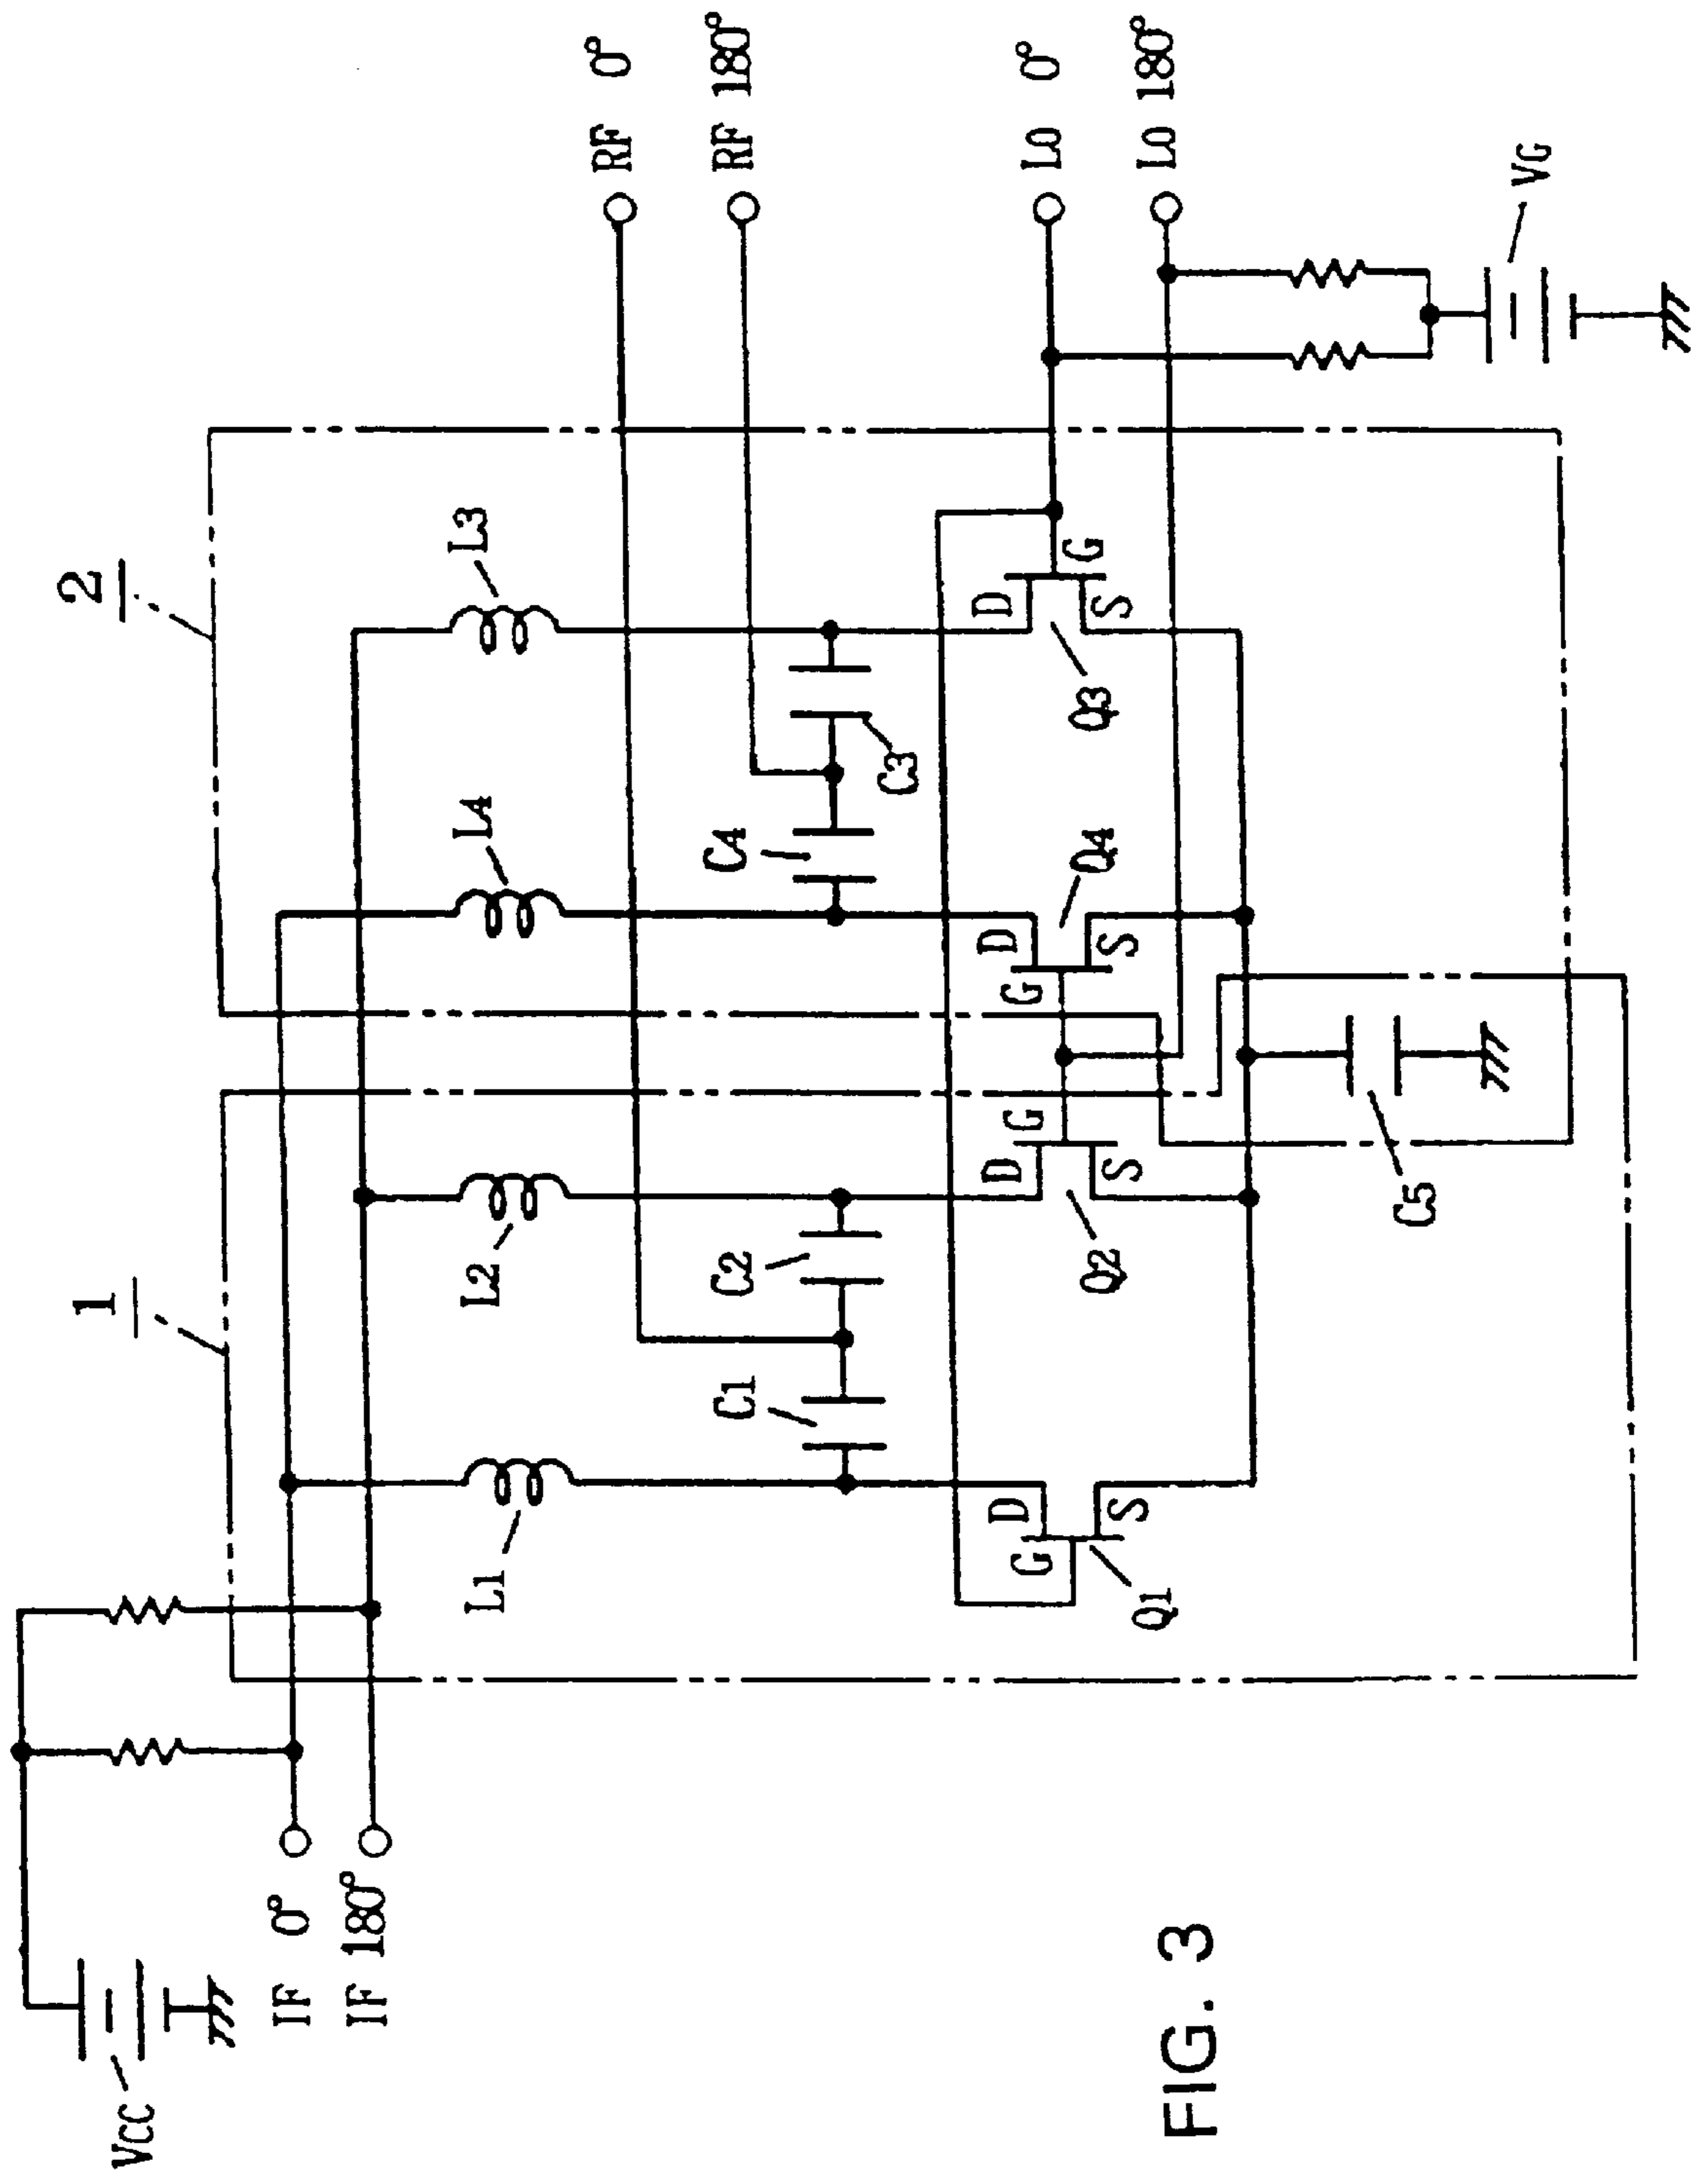 VCC
IF 0°
IF 180°
1
2
L1
L2
L4
L3
RF 0°
RF 180°
C1
C2
C4
C3
LO 0°
LO 180°
G
D
S
Q1
D
G
S
Q2
D
G
S
Q4
D
G
S
Q3
C5
VG
FIG. 3